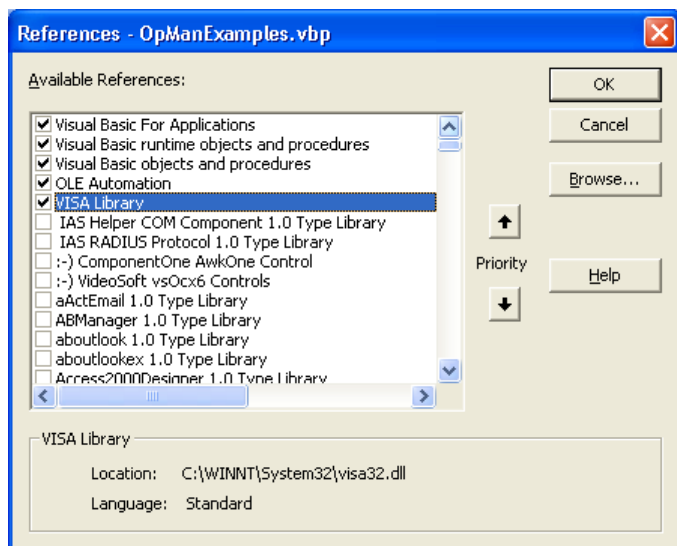 References - OpManExamples.vbp
Available References:
Visual Basic For Applications
Visual Basic runtime objects and procedures
Visual Basic objects and procedures
OLE Automation
VISA Library
IAS Helper COM Component 1.0 Type Library
IAS RADIUS Protocol 1.0 Type Library
:-) ComponentOne AwkOne Control
:-) VideoSoft vsOcx6 Controls
aActEmail 1.0 Type Library
ABManager 1.0 Type Library
aboutlook 1.0 Type Library
aboutlookex 1.0 Type Library
Access2000Designer 1.0 Type Library
OK
Cancel
Browse...
Priority
Help
VISA Library
Location: C:\WINNT\System32\visa32.dll
Language: Standard